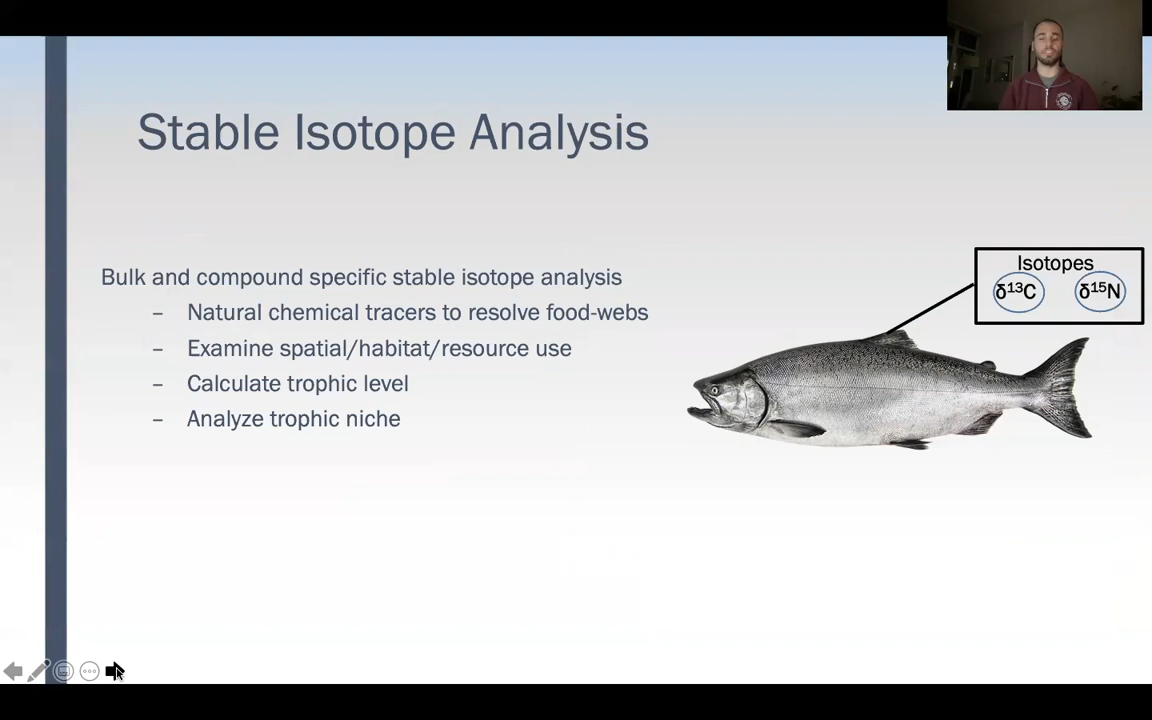 Stable Isotope Analysis
Bulk and compound specific stable isotope analysis
– Natural chemical tracers to resolve food-webs
– Examine spatial/habitat/resource use
– Calculate trophic level
– Analyze trophic niche
Isotopes
δ¹³C δ¹⁵N